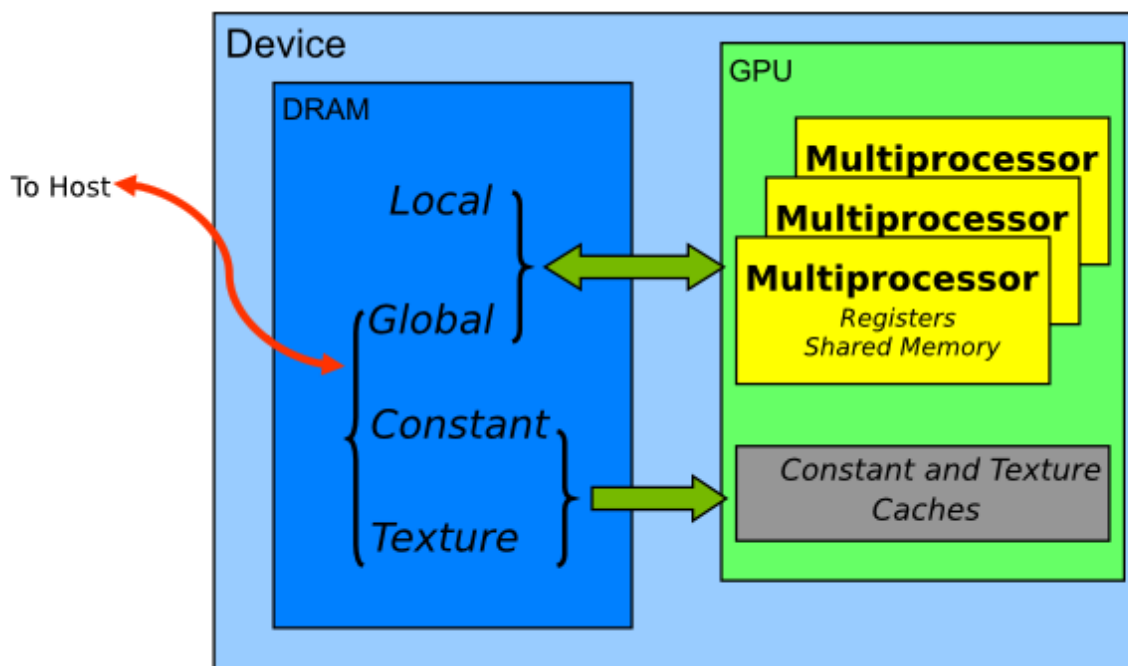 Device
DRAM
To Host
Local
Global
Constant
Texture
GPU
Multiprocessor
Multiprocessor
Multiprocessor
Registers
Shared Memory
Constant and Texture
Caches